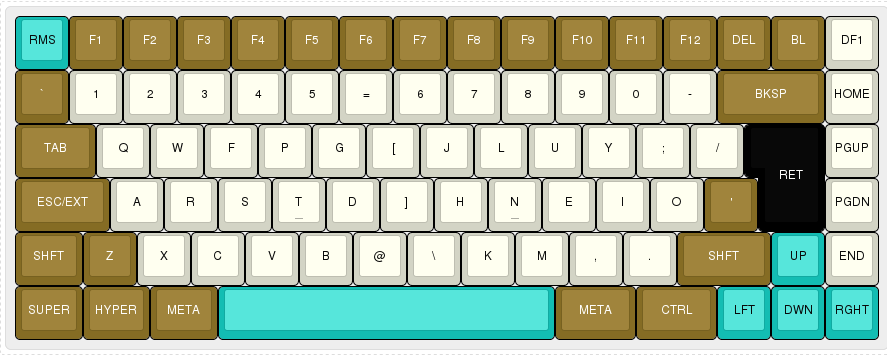 RMS F1 F2 F3 F4 F5 F6 F7 F8 F9 F10 F11 F12 DEL BL DF1
` 1 2 3 4 5 = 6 7 8 9 0 - BKSP HOME
TAB Q W F P G [ J L U Y ; / RET PGUP
ESC/EXT A R S T _ D ] H N _ E I O ' PGDN
SHFT Z X C V B @ \ K M , . SHFT UP END
SUPER HYPER META META CTRL LFT DWN RGHT